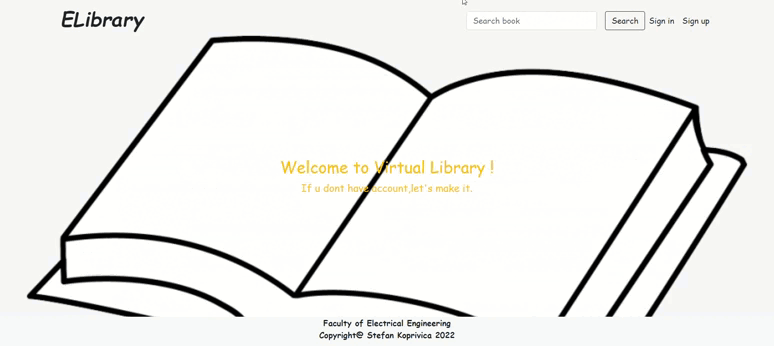 ELibrary
Search book
Search
Sign in
Sign up
Welcome to Virtual Library !
If u dont have account,let's make it.
Faculty of Electrical Engineering
Copyright@ Stefan Koprivica 2022